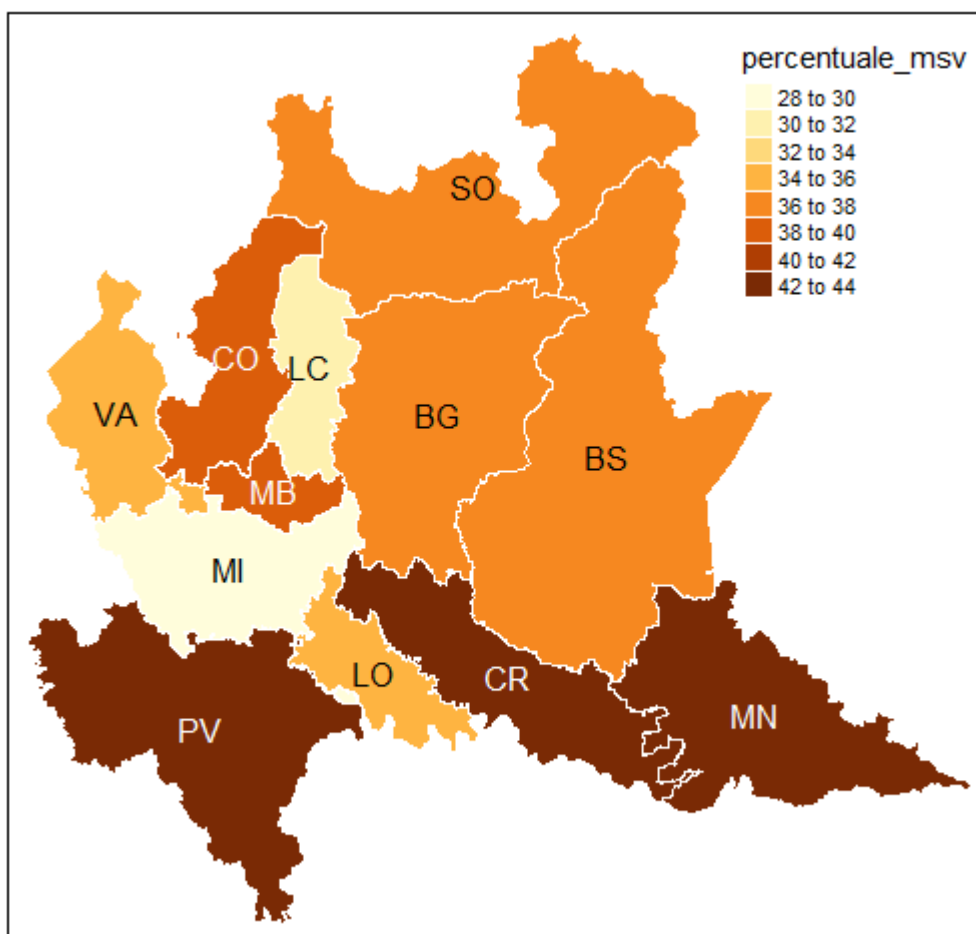 percentuale_msv
28 to 30
30 to 32
32 to 34
34 to 36
36 to 38
38 to 40
40 to 42
42 to 44
SO
CO
LC
VA
BG
BS
MB
MI
LO
CR
PV
MN